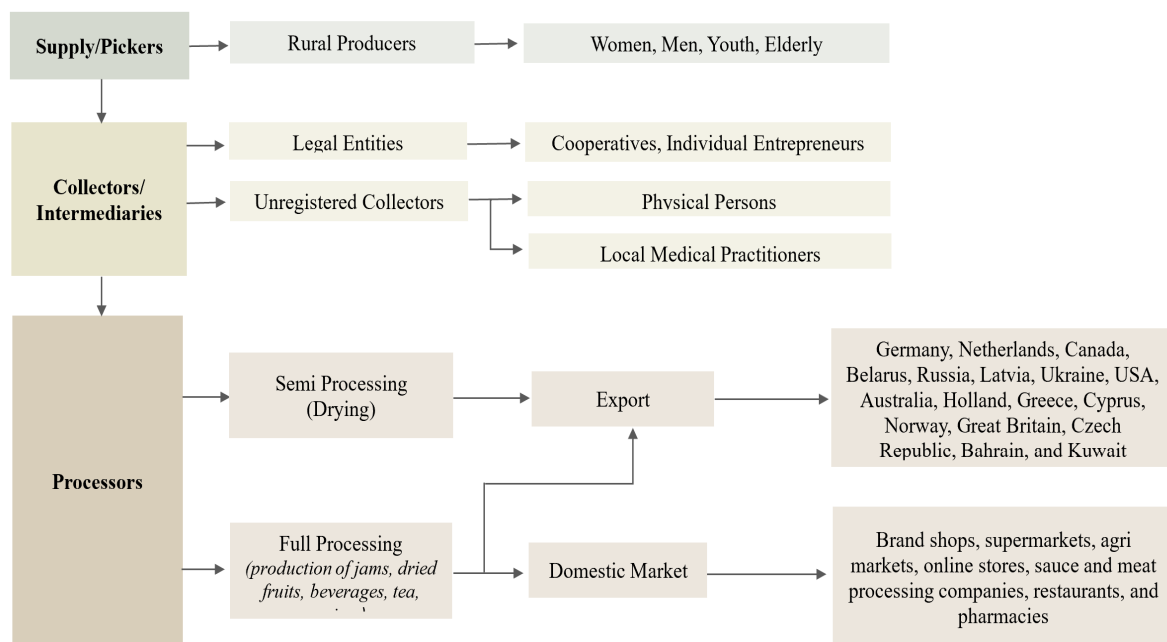 Supply/Pickers
Rural Producers
Women, Men, Youth, Elderly
Collectors/
Intermediaries
Legal Entities
Cooperatives, Individual Entrepreneurs
Unregistered Collectors
Physical Persons
Local Medical Practitioners
Processors
Semi Processing
(Drying)
Export
Germany, Netherlands, Canada,
Belarus, Russia, Latvia, Ukraine, USA,
Australia, Holland, Greece, Cyprus,
Norway, Great Britain, Czech
Republic, Bahrain, and Kuwait
Full Processing
(production of jams, dried
fruits, beverages, tea,
Domestic Market
Brand shops, supermarkets, agri
markets, online stores, sauce and meat
processing companies, restaurants, and
pharmacies